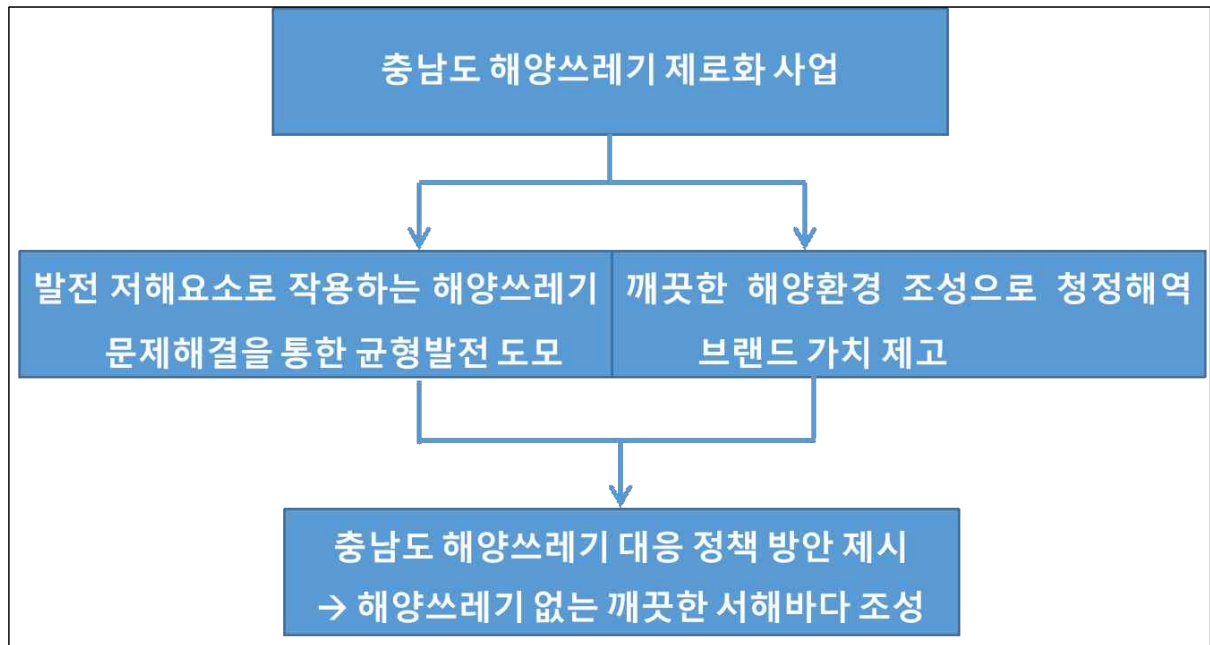 충남도 해양쓰레기 제로화 사업
발전 저해요소로 작용하는 해양쓰레기
문제해결을 통한 균형발전 도모
깨끗한 해양환경 조성으로 청정해역
브랜드 가치 제고
충남도 해양쓰레기 대응 정책 방안 제시
→ 해양쓰레기 없는 깨끗한 서해바다 조성